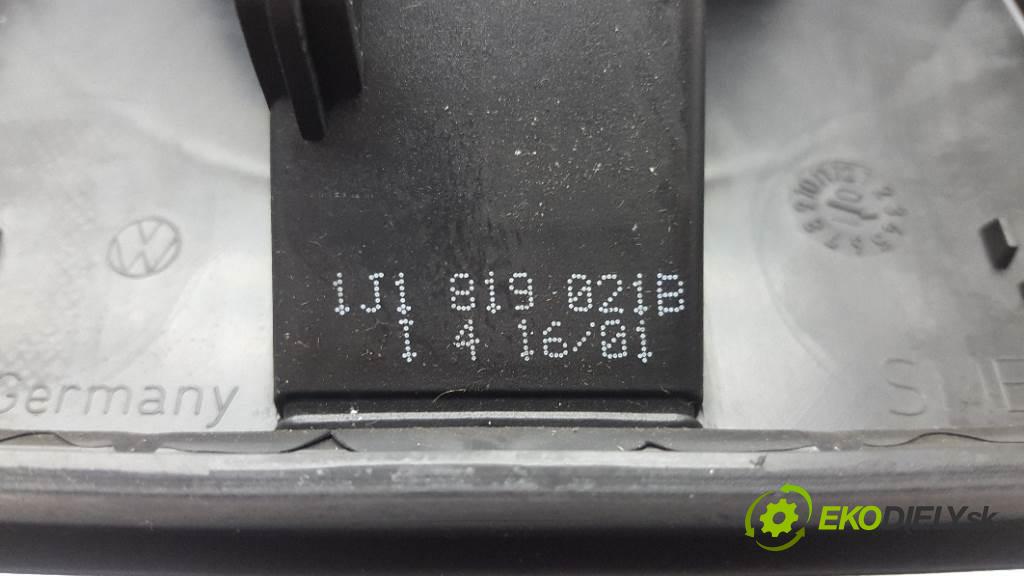 1J1 819 021B
1 4 16/01
Germany
EKODIELY.sk